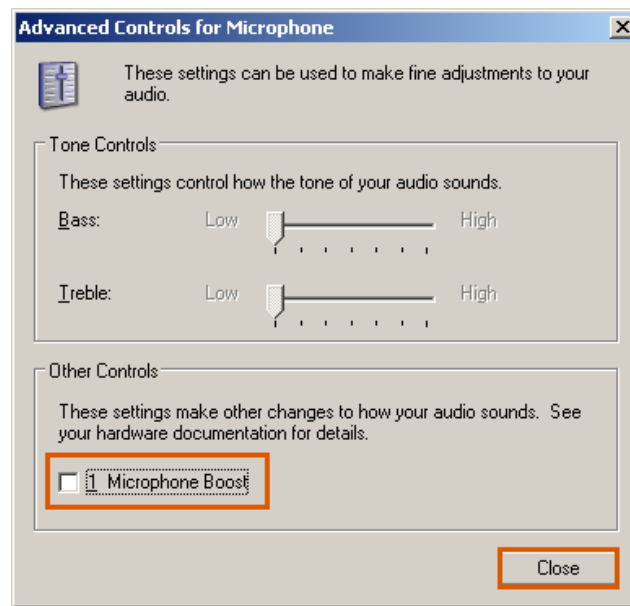 Advanced Controls for Microphone
These settings can be used to make fine adjustments to your
audio.
Tone Controls
These settings control how the tone of your audio sounds.
Bass: Low High
Treble: Low High
Other Controls
These settings make other changes to how your audio sounds. See
your hardware documentation for details.
1 Microphone Boost
Close